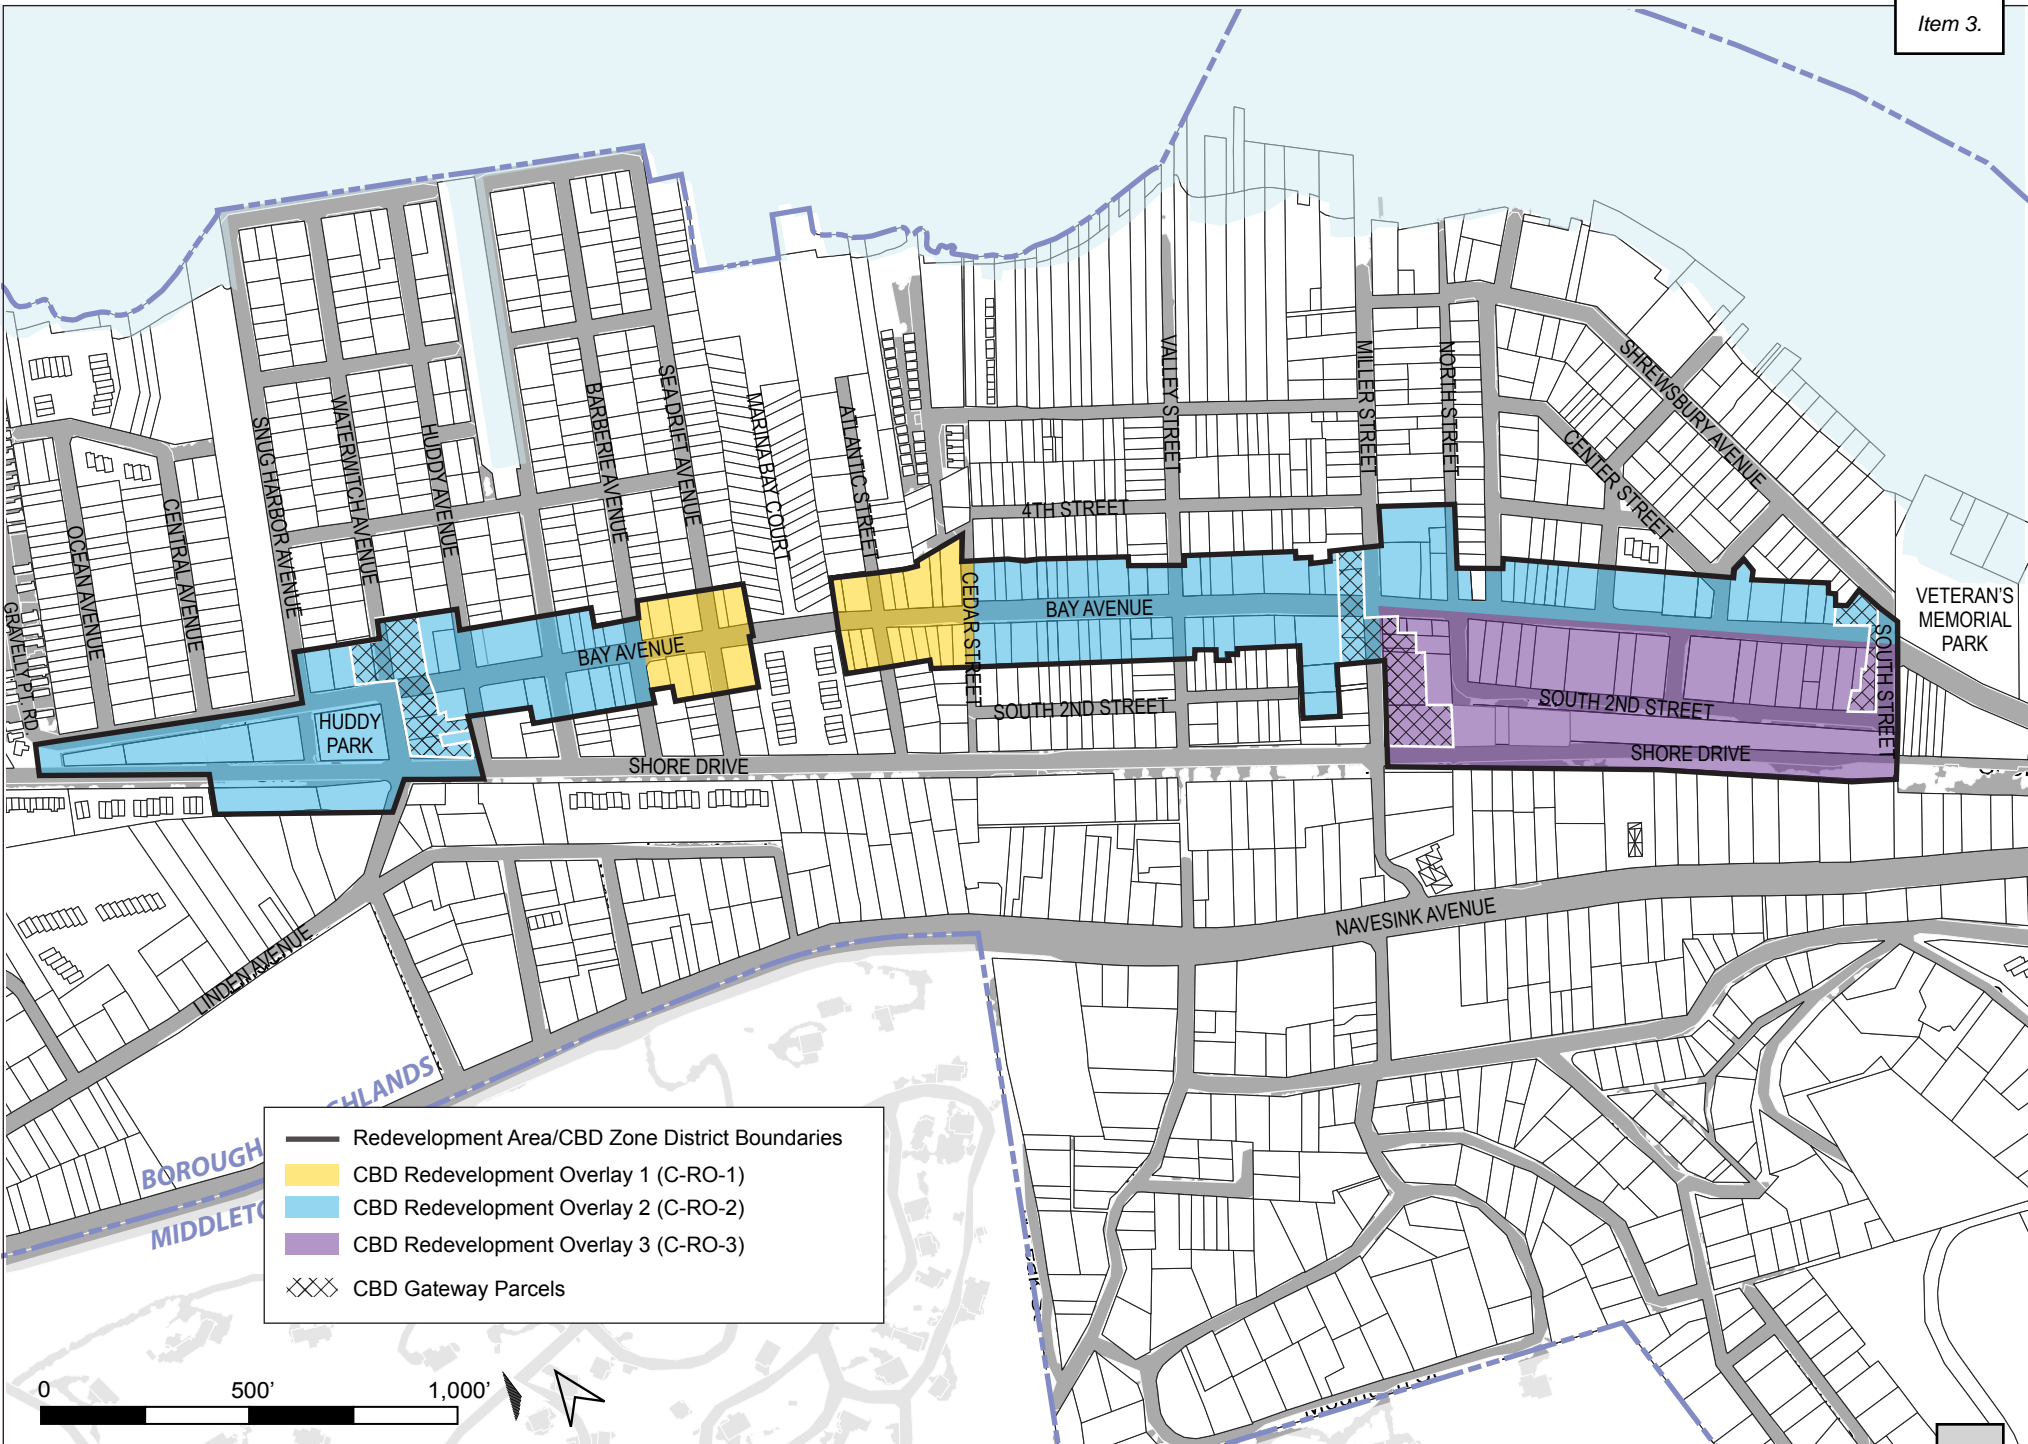 Item 3.
SHREWSBURY AVENUE
VALLEY STREET
MILLER STREET
NORTH STREET
SEADRIFT AVENUE
BARBERIE AVENUE
MARINA BAY COURT
ATLANTIC STREET
WATERWITCH AVENUE
HUDDY AVENUE
SNUG HARBOR AVENUE
CENTER STREET
CENTRAL AVENUE
OCEAN AVENUE
4TH STREET
GRAVELLY PT. RD.
CEDAR STREET
BAY AVENUE
BAY AVENUE
VETERAN'S
MEMORIAL
PARK
SOUTH STREET
HUDDY
PARK
SOUTH 2ND STREET
SOUTH 2ND STREET
SHORE DRIVE
SHORE DRIVE
NAVESINK AVENUE
LINDEN AVENUE
BOROUGH
HLANDS
MIDDLET
Redevelopment Area/CBD Zone District Boundaries
CBD Redevelopment Overlay 1 (C-RO-1)
CBD Redevelopment Overlay 2 (C-RO-2)
CBD Redevelopment Overlay 3 (C-RO-3)
CBD Gateway Parcels
0 500' 1,000'